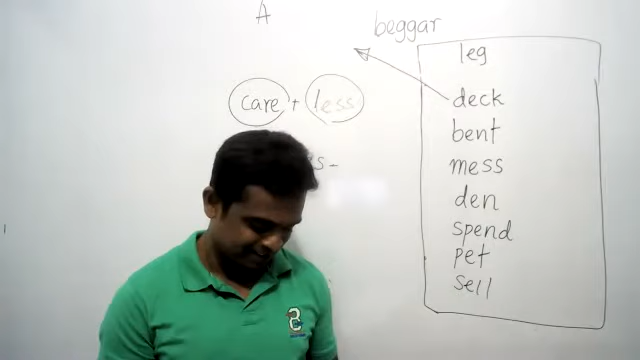 A
beggar
care + less
s-
leg
deck
bent
mess
den
spend
pet
sell